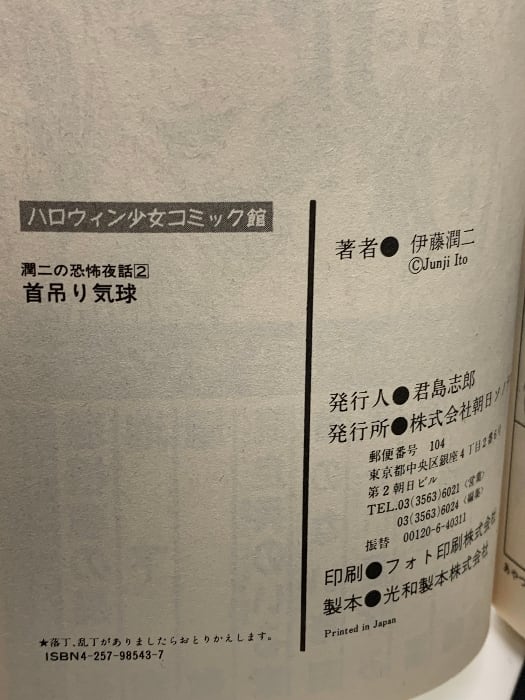 ハロウィン少女コミック館
潤二の恐怖夜話2
首吊り気球
★落丁、乱丁がありましたらおとりかえします。
ISBN4-257-98543-7
著者●伊藤潤二
©Junji Ito
発行人●君島志郎
発行所●株式会社朝日ソノ
郵便番号 104
東京都中央区銀座4丁目2番6号
第2朝日ビル
TEL.03(3563)6021〈営業〉
03(3563)6024〈編集〉
振替 00120-6-40311
印刷●フォト印刷株式会社
製本●光和製本株式会社
Printed in Japan